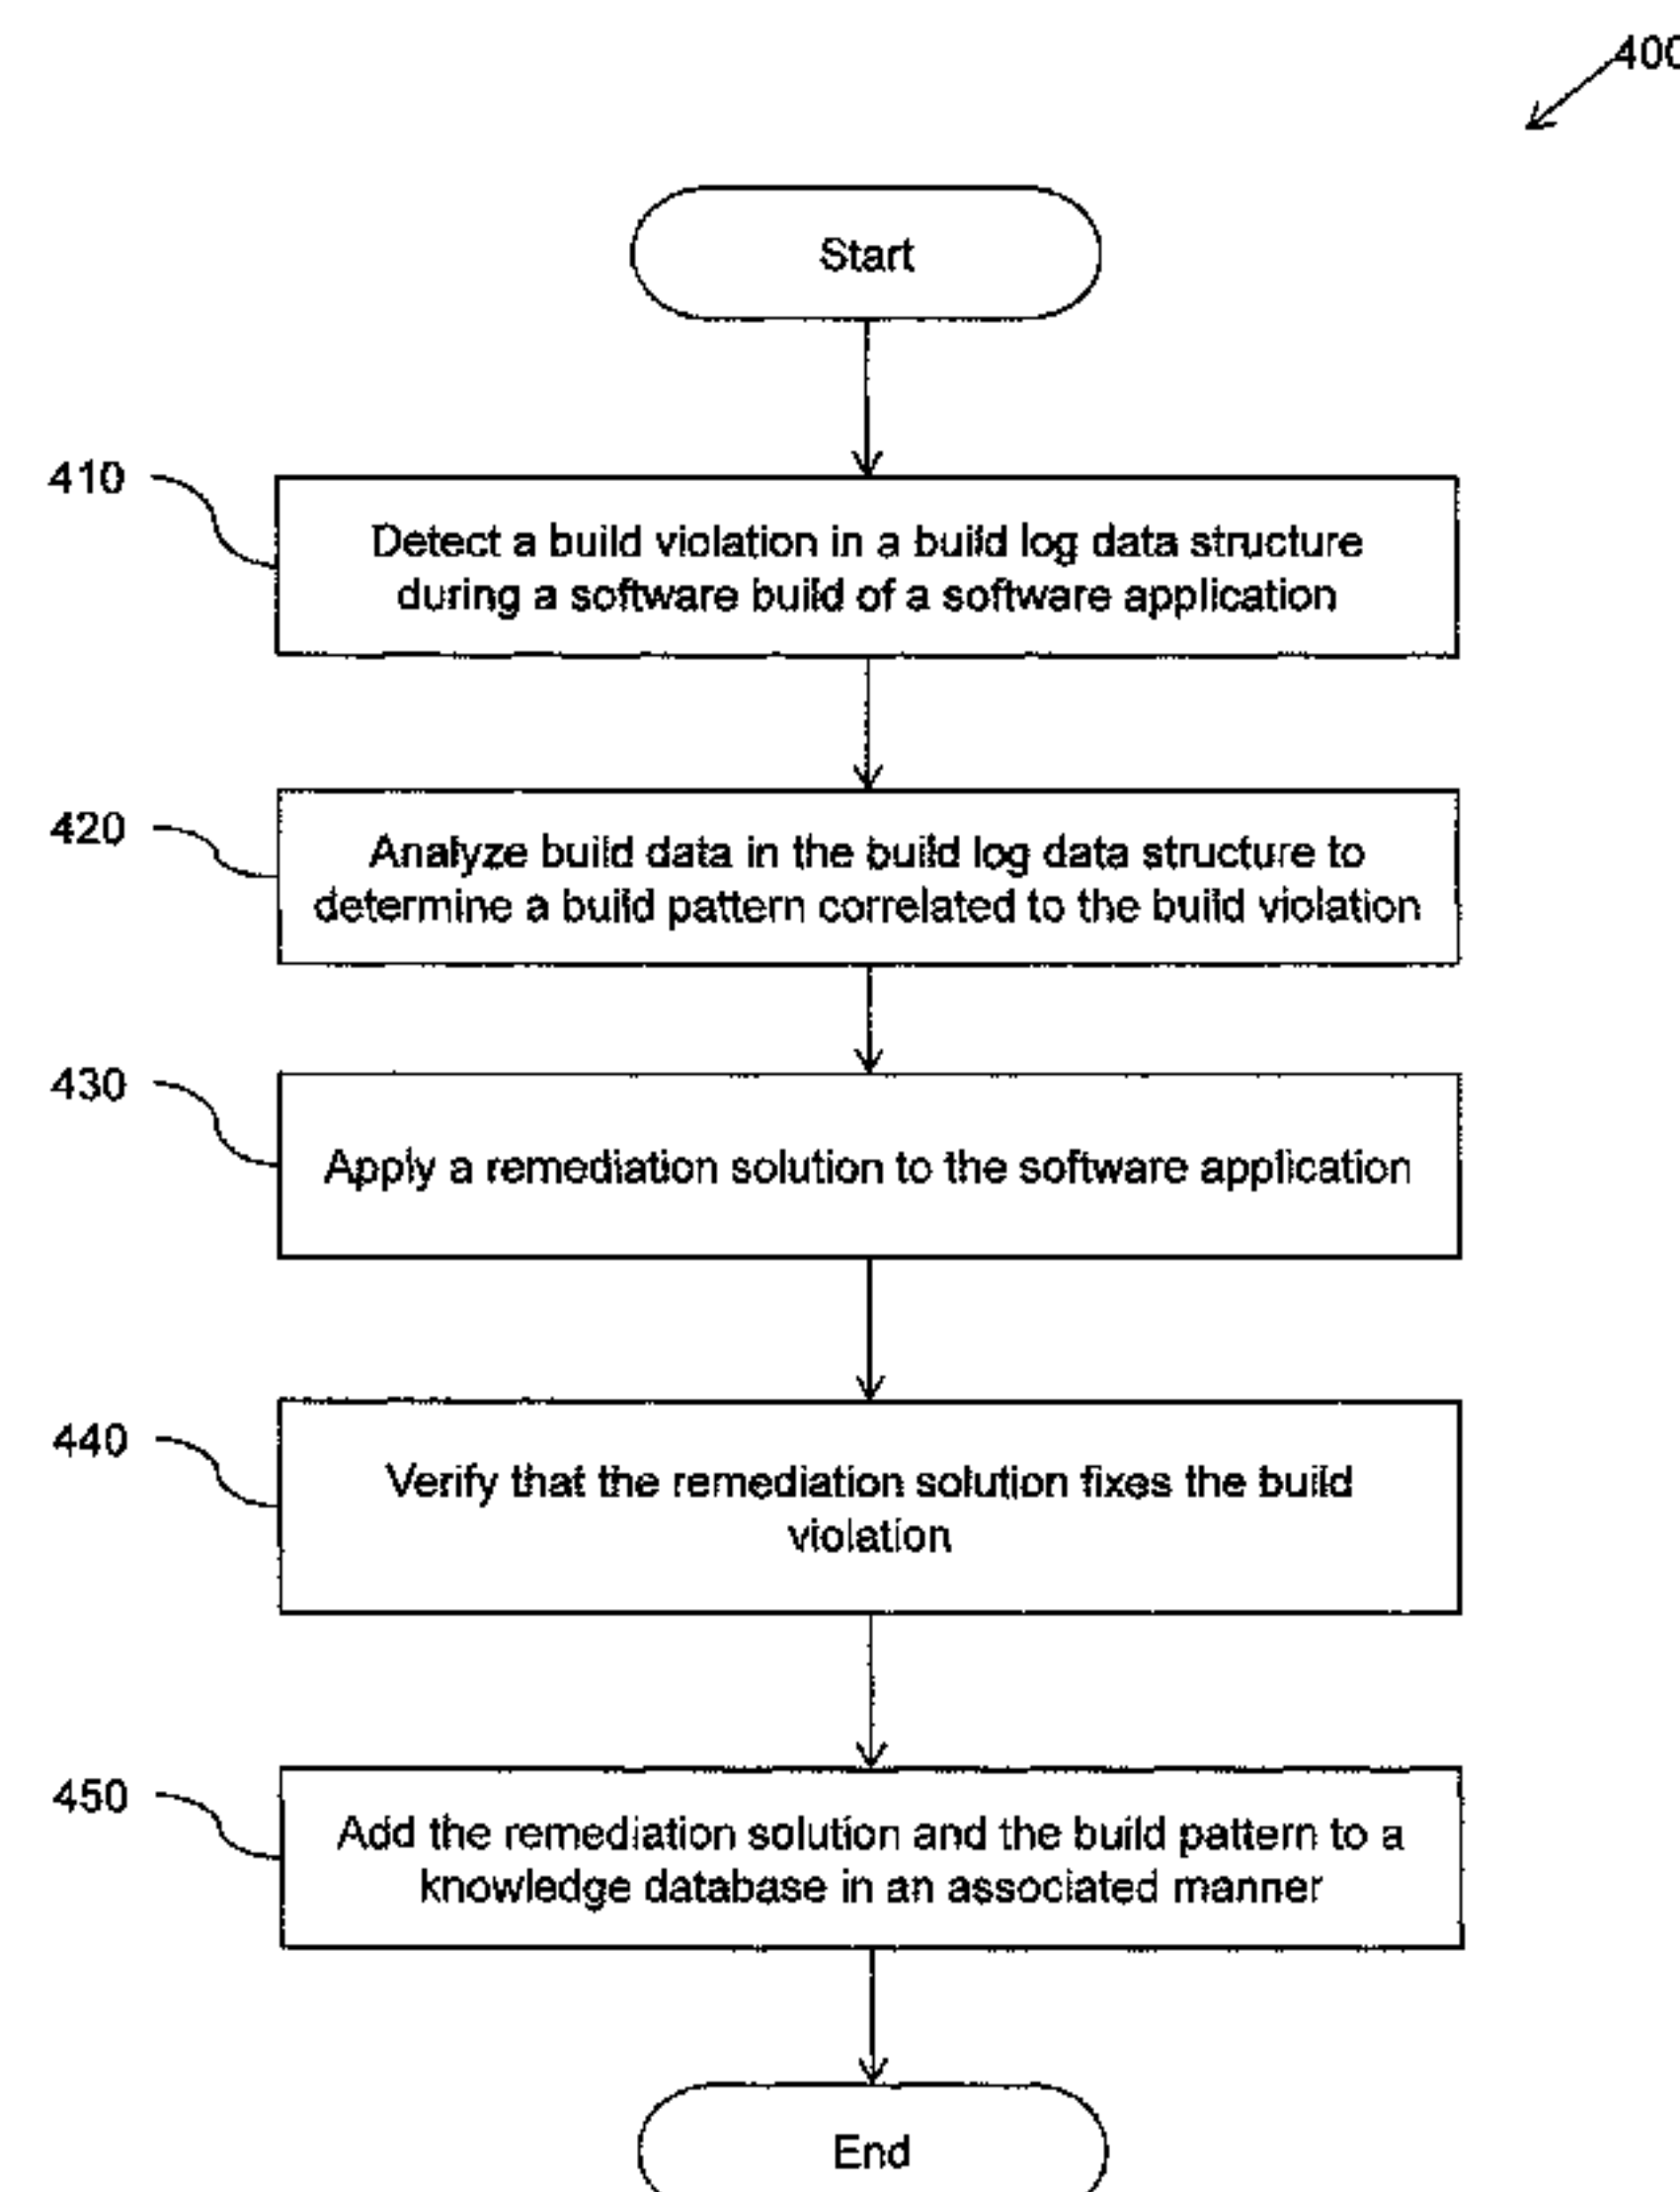 400
Start
410
Detect a build violation in a build log data structure
during a software build of a software application
420
Analyze build data in the build log data structure to
determine a build pattern correlated to the build violation
430
Apply a remediation solution to the software application
440
Verify that the remediation solution fixes the build
violation
450
Add the remediation solution and the build pattern to a
knowledge database in an associated manner
End